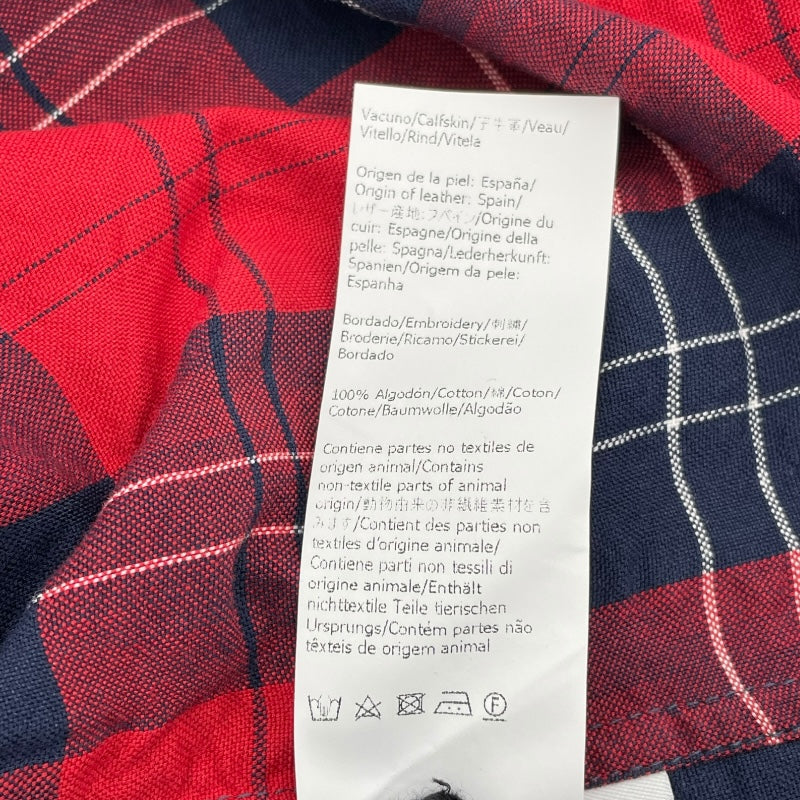 Vacuno/Calfskin/子牛革/Veau/
Vitello/Rind/Vitela
Origen de la piel: España/
Origin of leather: Spain/
レザー産地:スペイン/Origine du
cuir: Espagne/Origine della
pelle: Spagna/Lederherkunft:
Spanien/Origem da pele:
Espanha
Bordado/Embroidery/刺繍/
Broderie/Ricamo/Stickerei/
Bordado
100% Algodón/Cotton/綿/Coton/
Cotone/Baumwolle/Algodão
Contiene partes no textiles de
origen animal/Contains
non-textile parts of animal
origin/動物由来の非繊維素材を含
みます/Contient des parties non
textiles d'origine animale/
Contiene parti non tessili di
origine animale/Enthält
nichttextile Teile tierischen
Ursprungs/Contém partes não
têxteis de origem animal
F